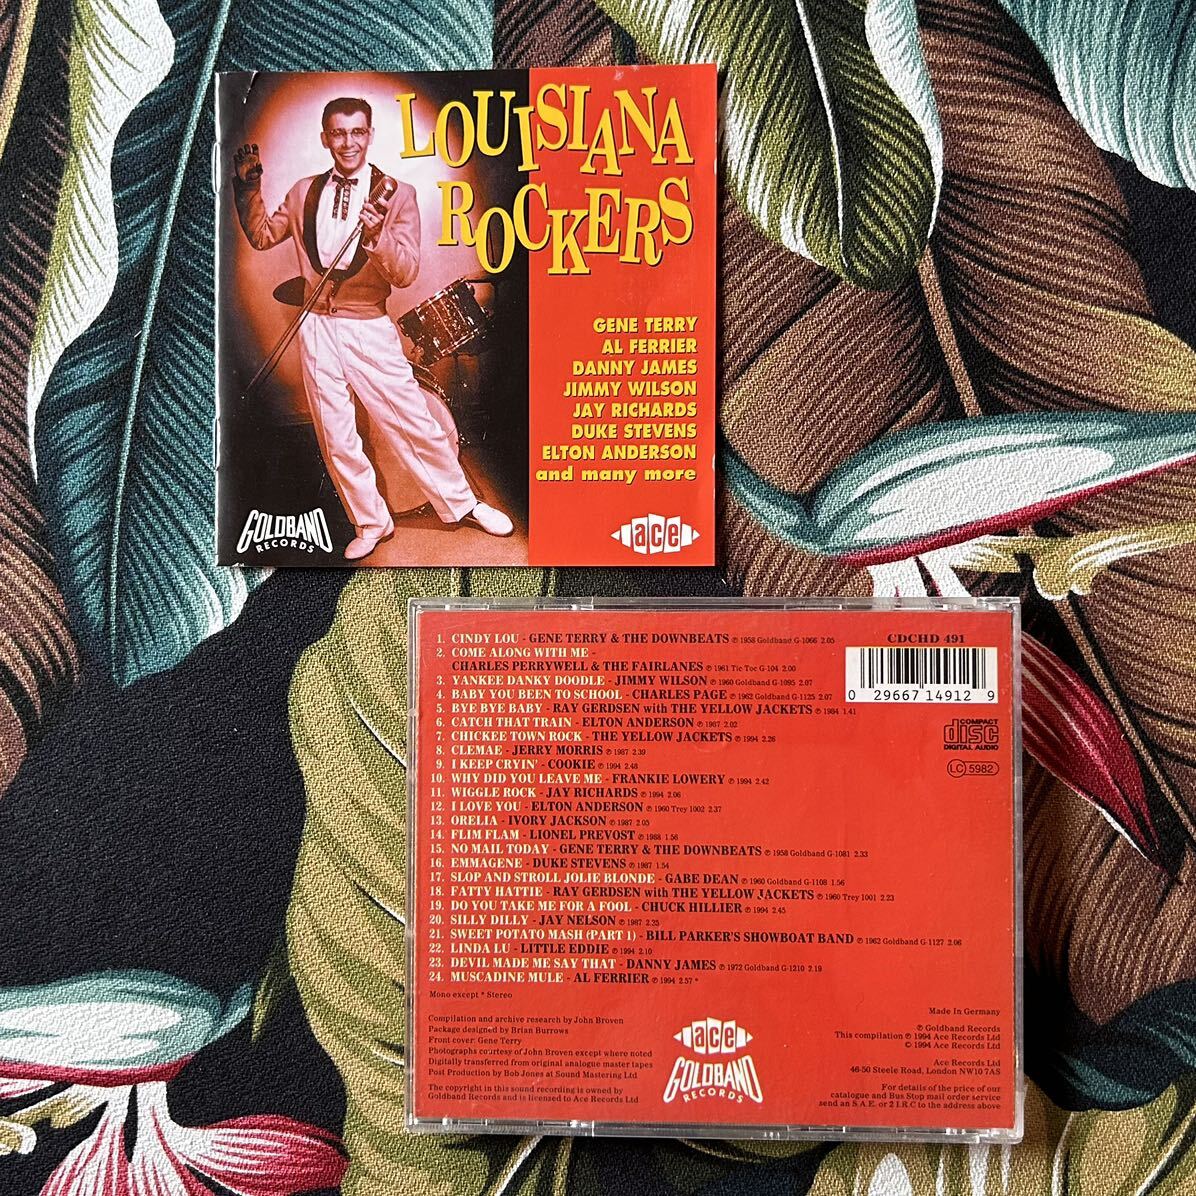 LOUISIANA
ROCKERS
GENE TERRY
AL FERRIER
DANNY JAMES
JIMMY WILSON
JAY RICHARDS
DUKE STEVENS
ELTON ANDERSON
and many more
GOLDBAND
RECORDS
ace
1. CINDY LOU - GENE TERRY & THE DOWNBEATS ℗ 1958 Goldband G-1066 2.05
2. COME ALONG WITH ME -
CHARLES PERRYWELL & THE FAIRLANES ℗ 1961 Tic Toc G-104 2.00
3. YANKEE DANKY DOODLE - JIMMY WILSON ℗ 1960 Goldband G-1095 2.07
4. BABY YOU BEEN TO SCHOOL - CHARLES PAGE ℗ 1962 Goldband G-1125 2.07
5. BYE BYE BABY - RAY GERDSEN with THE YELLOW JACKETS ℗ 1984 1.41
6. CATCH THAT TRAIN - ELTON ANDERSON ℗ 1987 2.02
7. CHICKEE TOWN ROCK - THE YELLOW JACKETS ℗ 1994 2.26
8. CLEMAE - JERRY MORRIS ℗ 1987 2.39
9. I KEEP CRYIN' - COOKIE ℗ 1994 2.48
10. WHY DID YOU LEAVE ME - FRANKIE LOWERY ℗ 1994 2.42
11. WIGGLE ROCK - JAY RICHARDS ℗ 1994 2.06
12. I LOVE YOU - ELTON ANDERSON ℗ 1960 Trey 1002 2.37
13. ORELIA - IVORY JACKSON ℗ 1987 2.05
14. FLIM FLAM - LIONEL PREVOST ℗ 1988 1.56
15. NO MAIL TODAY - GENE TERRY & THE DOWNBEATS ℗ 1958 Goldband G-1081 2.33
16. EMMAGENE - DUKE STEVENS ℗ 1987 1.54
17. SLOP AND STROLL JOLIE BLONDE - GABE DEAN ℗ 1960 Goldband G-1108 1.56
18. FATTY HATTIE - RAY GERDSEN with THE YELLOW JACKETS ℗ 1960 Trey 1001 2.23
19. DO YOU TAKE ME FOR A FOOL - CHUCK HILLIER ℗ 1994 2.45
20. SILLY DILLY - JAY NELSON ℗ 1987 2.35
21. SWEET POTATO MASH (PART 1) - BILL PARKER'S SHOWBOAT BAND ℗ 1962 Goldband G-1127 2.06
22. LINDA LU - LITTLE EDDIE ℗ 1994 2.10
23. DEVIL MADE ME SAY THAT - DANNY JAMES ℗ 1972 Goldband G-1210 2.19
24. MUSCADINE MULE - AL FERRIER ℗ 1994 2.57 *
Mono except * Stereo
CDCHD 491
0 29667 14912 9
COMPACT
disc
DIGITAL AUDIO
LC 5982
Compilation and archive research by John Broven
Package designed by Brian Burrows
Front cover: Gene Terry
Photographs courtesy of John Broven except where noted
Digitally transferred from original analogue master tapes
Post Production by Bob Jones at Sound Mastering Ltd
The copyright in this sound recording is owned by
Goldband Records and is licensed to Ace Records Ltd
ace
GOLDBAND
RECORDS
Made In Germany
℗ Goldband Records
This compilation ℗ 1994 Ace Records Ltd
© 1994 Ace Records Ltd
Ace Records Ltd
46-50 Steele Road, London NW10 7AS
For details of the price of our
catalogue and Bus Stop mail order service
send an S.A.E. or 2 I.R.C to the address above